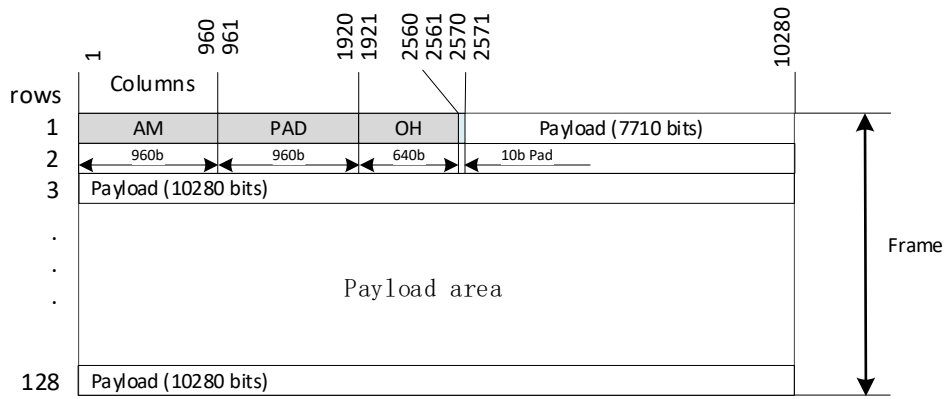 1
960
961
1920
1921
2560
2561
2570
2571
10280
Columns
rows
1 AM PAD OH Payload (7710 bits)
2 960b 960b 640b 10b Pad
3 Payload (10280 bits)
.
.
.
Payload area
Frame
128 Payload (10280 bits)